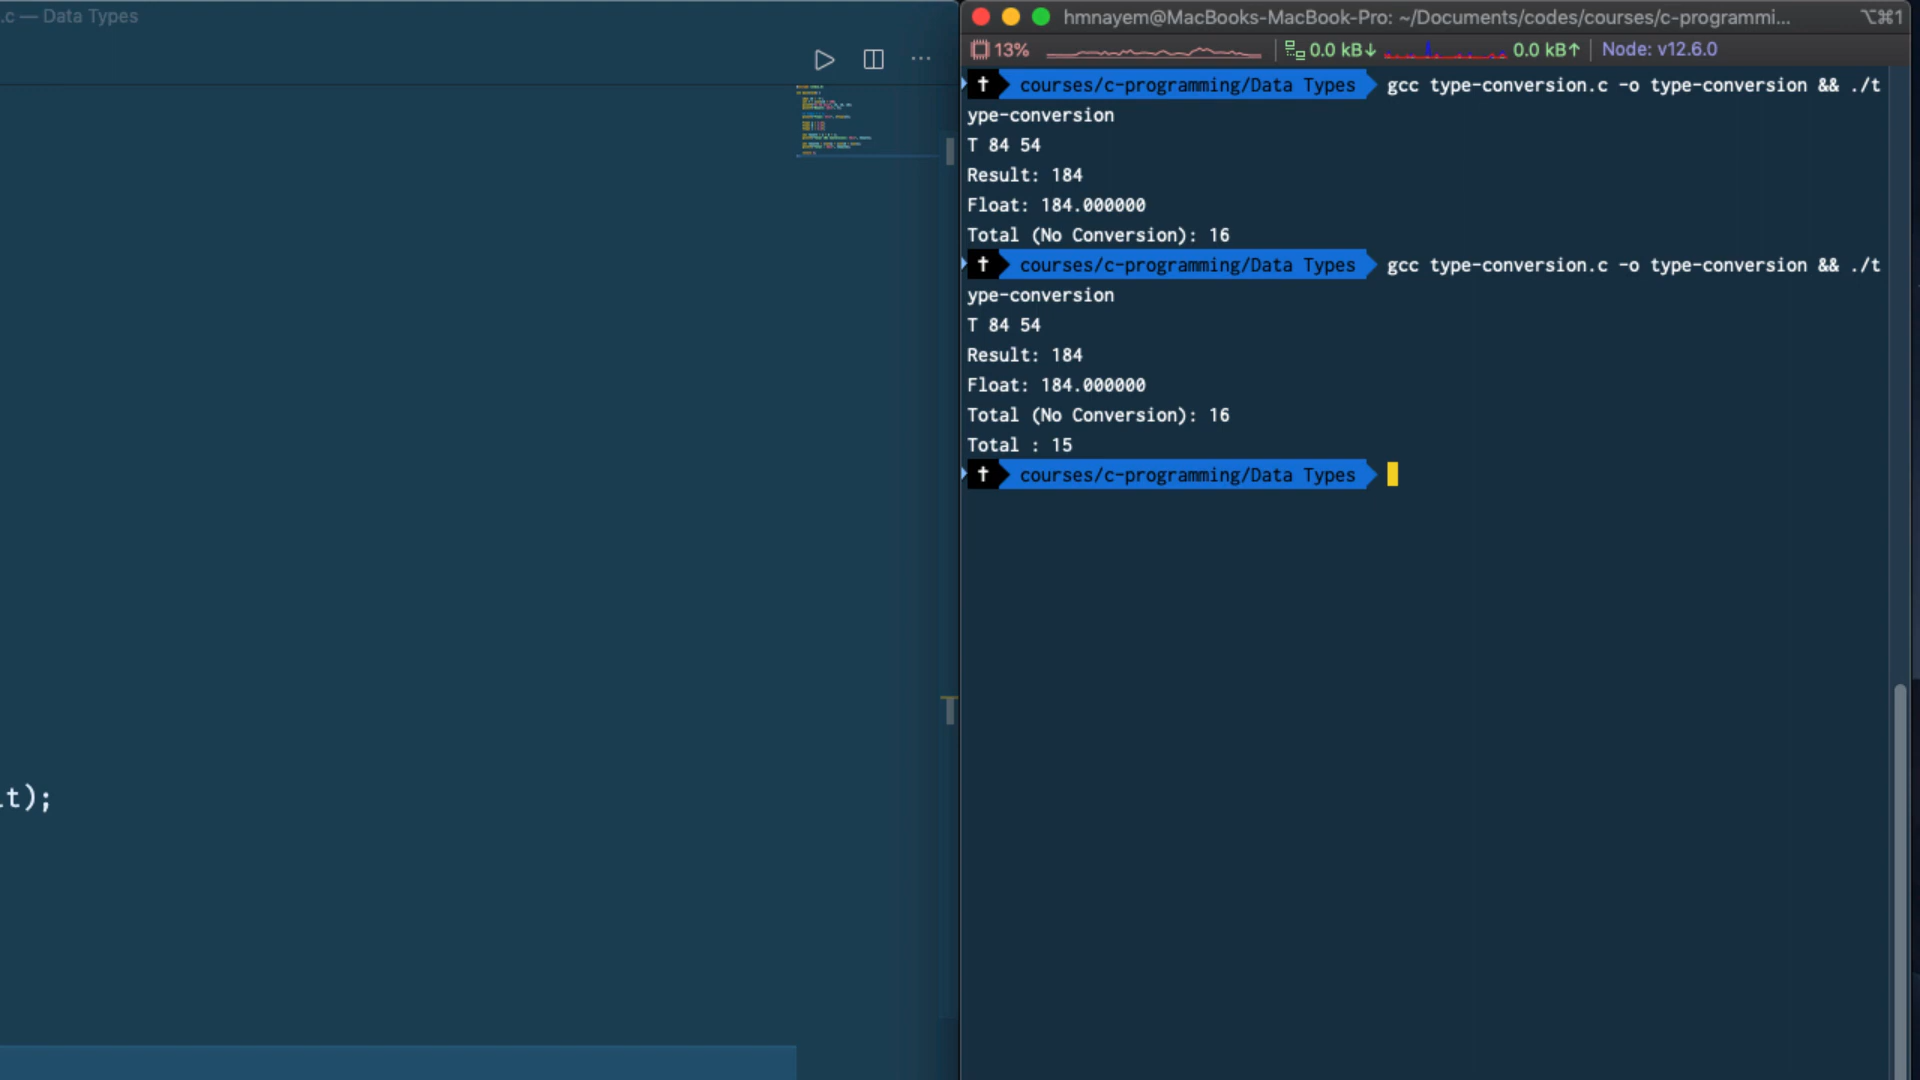 .c — Data Types
t);
hmnayem@MacBooks-MacBook-Pro: ~/Documents/codes/courses/c-programmi... ⌥⌘1
13% 0.0 kB↓ 0.0 kB↑ Node: v12.6.0
courses/c-programming/Data Types gcc type-conversion.c -o type-conversion && ./t
ype-conversion
T 84 54
Result: 184
Float: 184.000000
Total (No Conversion): 16
courses/c-programming/Data Types gcc type-conversion.c -o type-conversion && ./t
ype-conversion
T 84 54
Result: 184
Float: 184.000000
Total (No Conversion): 16
Total : 15
courses/c-programming/Data Types